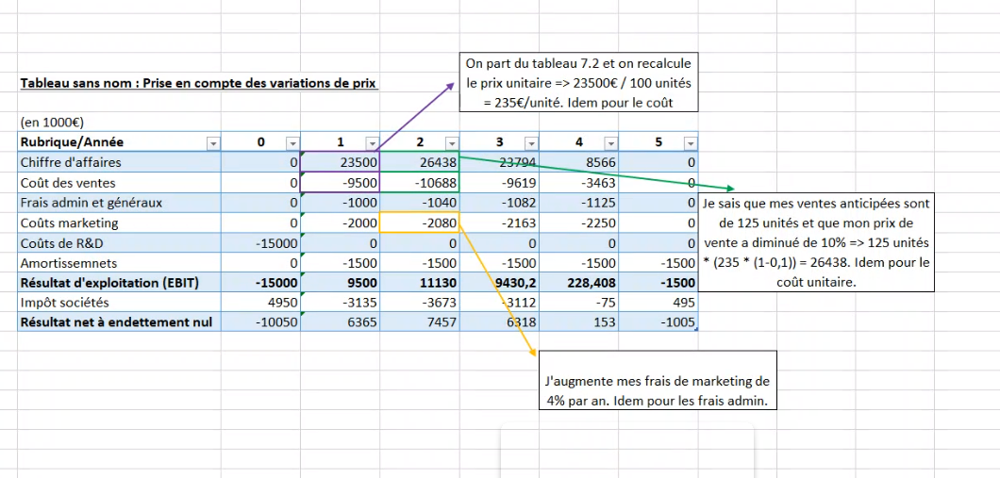 On part du tableau 7.2 et on recalcule
le prix unitaire => 23500€ / 100 unités
= 235€/unité. Idem pour le coût
Tableau sans nom : Prise en compte des variations de prix
(en 1000€)
Rubrique/Année 0 1 2 3 4 5
Chiffre d'affaires 0 23500 26438 23794 8566 0
Coût des ventes 0 -9500 -10688 -9619 -3463 0
Frais admin et généraux 0 -1000 -1040 -1082 -1125 0
Coûts marketing 0 -2000 -2080 -2163 -2250 0
Coûts de R&D -15000 0 0 0 0 0
Amortissemnets 0 -1500 -1500 -1500 -1500 -1500
Résultat d'exploitation (EBIT) -15000 9500 11130 9430,2 228,408 -1500
Impôt sociétés 4950 -3135 -3673 -3112 -75 495
Résultat net à endettement nul -10050 6365 7457 6318 153 -1005
Je sais que mes ventes anticipées sont
de 125 unités et que mon prix de
vente a diminué de 10% => 125 unités
* (235 * (1-0,1)) = 26438. Idem pour le
coût unitaire.
J'augmente mes frais de marketing de
4% par an. Idem pour les frais admin.